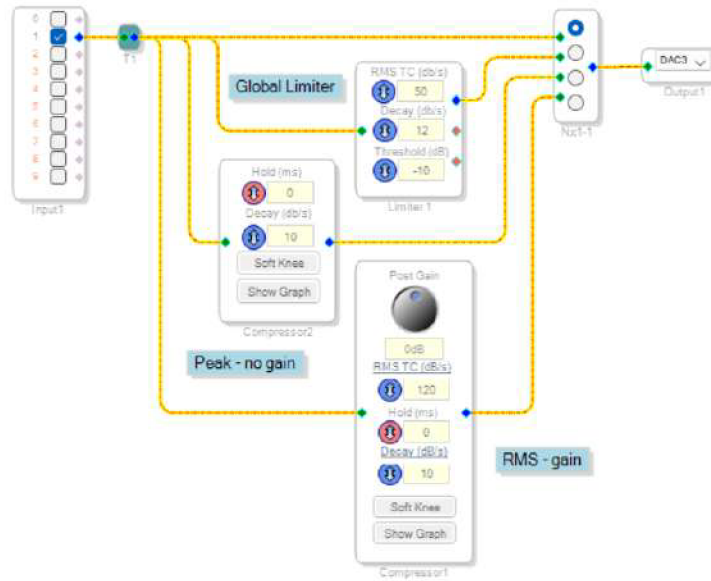 0
1
2
3
4
5
6
7
8
9
Input1
T1
Global Limiter
RMS TC (db/s)
50
Decay (db/s)
12
Threshold (dB)
-10
Limiter 1
Nx1-1
DAC3
Output1
Hold (ms)
0
Decay (db/s)
10
Soft Knee
Show Graph
Compressor2
Peak - no gain
Post Gain
0dB
RMS TC (dB/s)
120
Hold (ms)
0
Decay (dB/s)
10
Soft Knee
Show Graph
Compressor1
RMS - gain